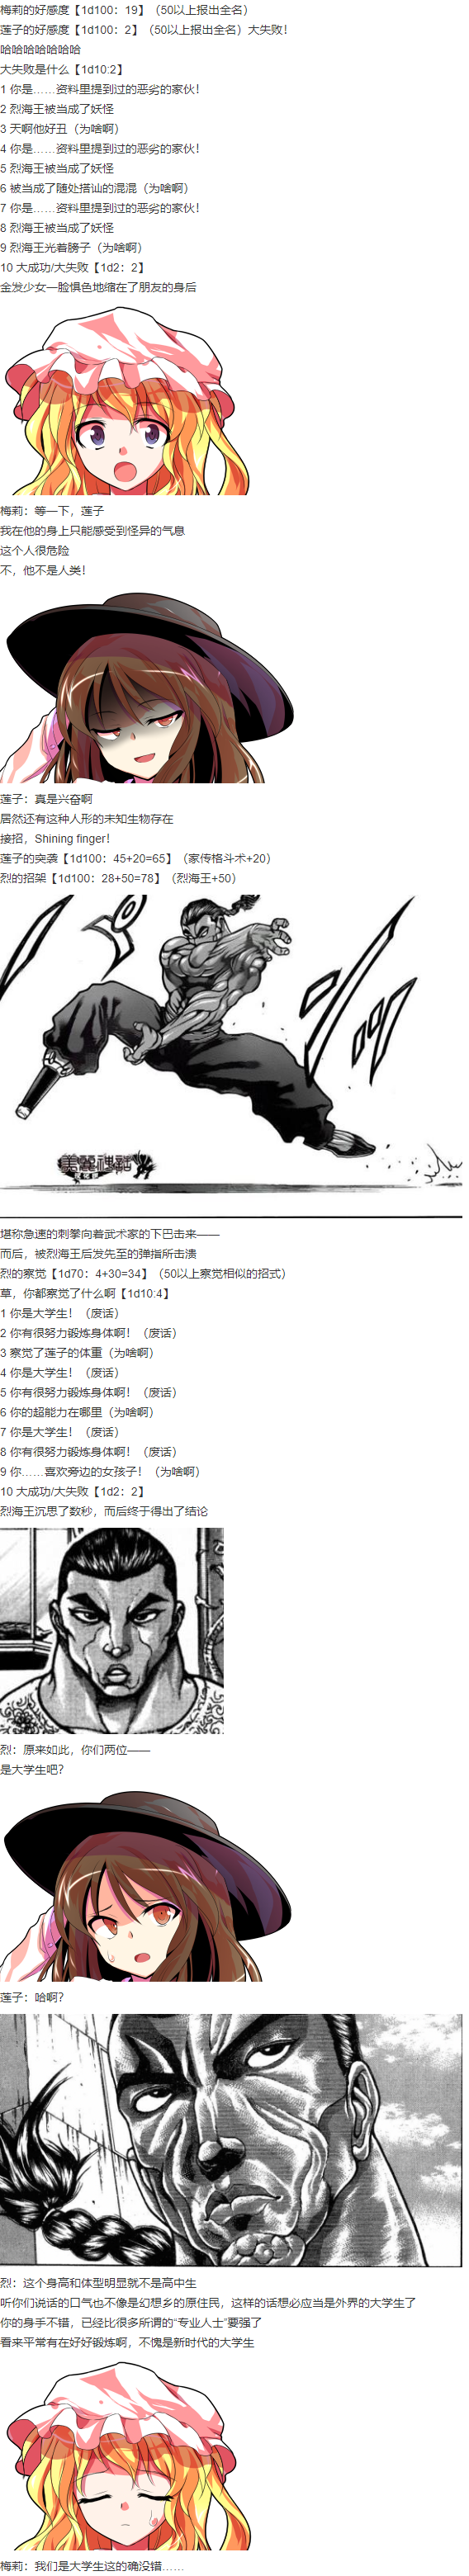 梅莉的好感度【1d100：19】（50以上报出全名）
莲子的好感度【1d100：2】（50以上报出全名）大失败！
哈哈哈哈哈哈哈
大失败是什么【1d10:2】
1 你是……资料里提到过的恶劣的家伙！
2 烈海王被当成了妖怪
3 天啊他好丑（为啥啊）
4 你是……资料里提到过的恶劣的家伙！
5 烈海王被当成了妖怪
6 被当成了随处搭讪的混混（为啥啊）
7 你是……资料里提到过的恶劣的家伙！
8 烈海王被当成了妖怪
9 烈海王光着膀子（为啥啊）
10 大成功/大失败【1d2：2】
金发少女一脸惧色地缩在了朋友的身后
梅莉：等一下，莲子
我在他的身上只能感受到怪异的气息
这个人很危险
不，他不是人类！
莲子：真是兴奋啊
居然还有这种人形的未知生物存在
接招，Shining finger！
莲子的突袭【1d100：45+20=65】（家传格斗术+20）
烈的招架【1d100：28+50=78】（烈海王+50）
堪称急速的刺拳向着武术家的下巴击来——
而后，被烈海王后发先至的弹指所击溃
烈的察觉【1d70：4+30=34】（50以上察觉相似的招式）
草，你都察觉了什么啊【1d10:4】
1 你是大学生！（废话）
2 你有很努力锻炼身体啊！（废话）
3 察觉了莲子的体重（为啥啊）
4 你是大学生！（废话）
5 你有很努力锻炼身体啊！（废话）
6 你的超能力在哪里（为啥啊）
7 你是大学生！（废话）
8 你有很努力锻炼身体啊！（废话）
9 你……喜欢旁边的女孩子！（为啥啊）
10 大成功/大失败【1d2：2】
烈海王沉思了数秒，而后终于得出了结论
烈：原来如此，你们两位——
是大学生吧？
莲子：哈啊？
烈：这个身高和体型明显就不是高中生
听你们说话的口气也不像是幻想乡的原住民，这样的话想必应当是外界的大学生了
你的身手不错，已经比很多所谓的“专业人士”要强了
看来平常有在好好锻炼啊，不愧是新时代的大学生
梅莉：我们是大学生这的确没错……